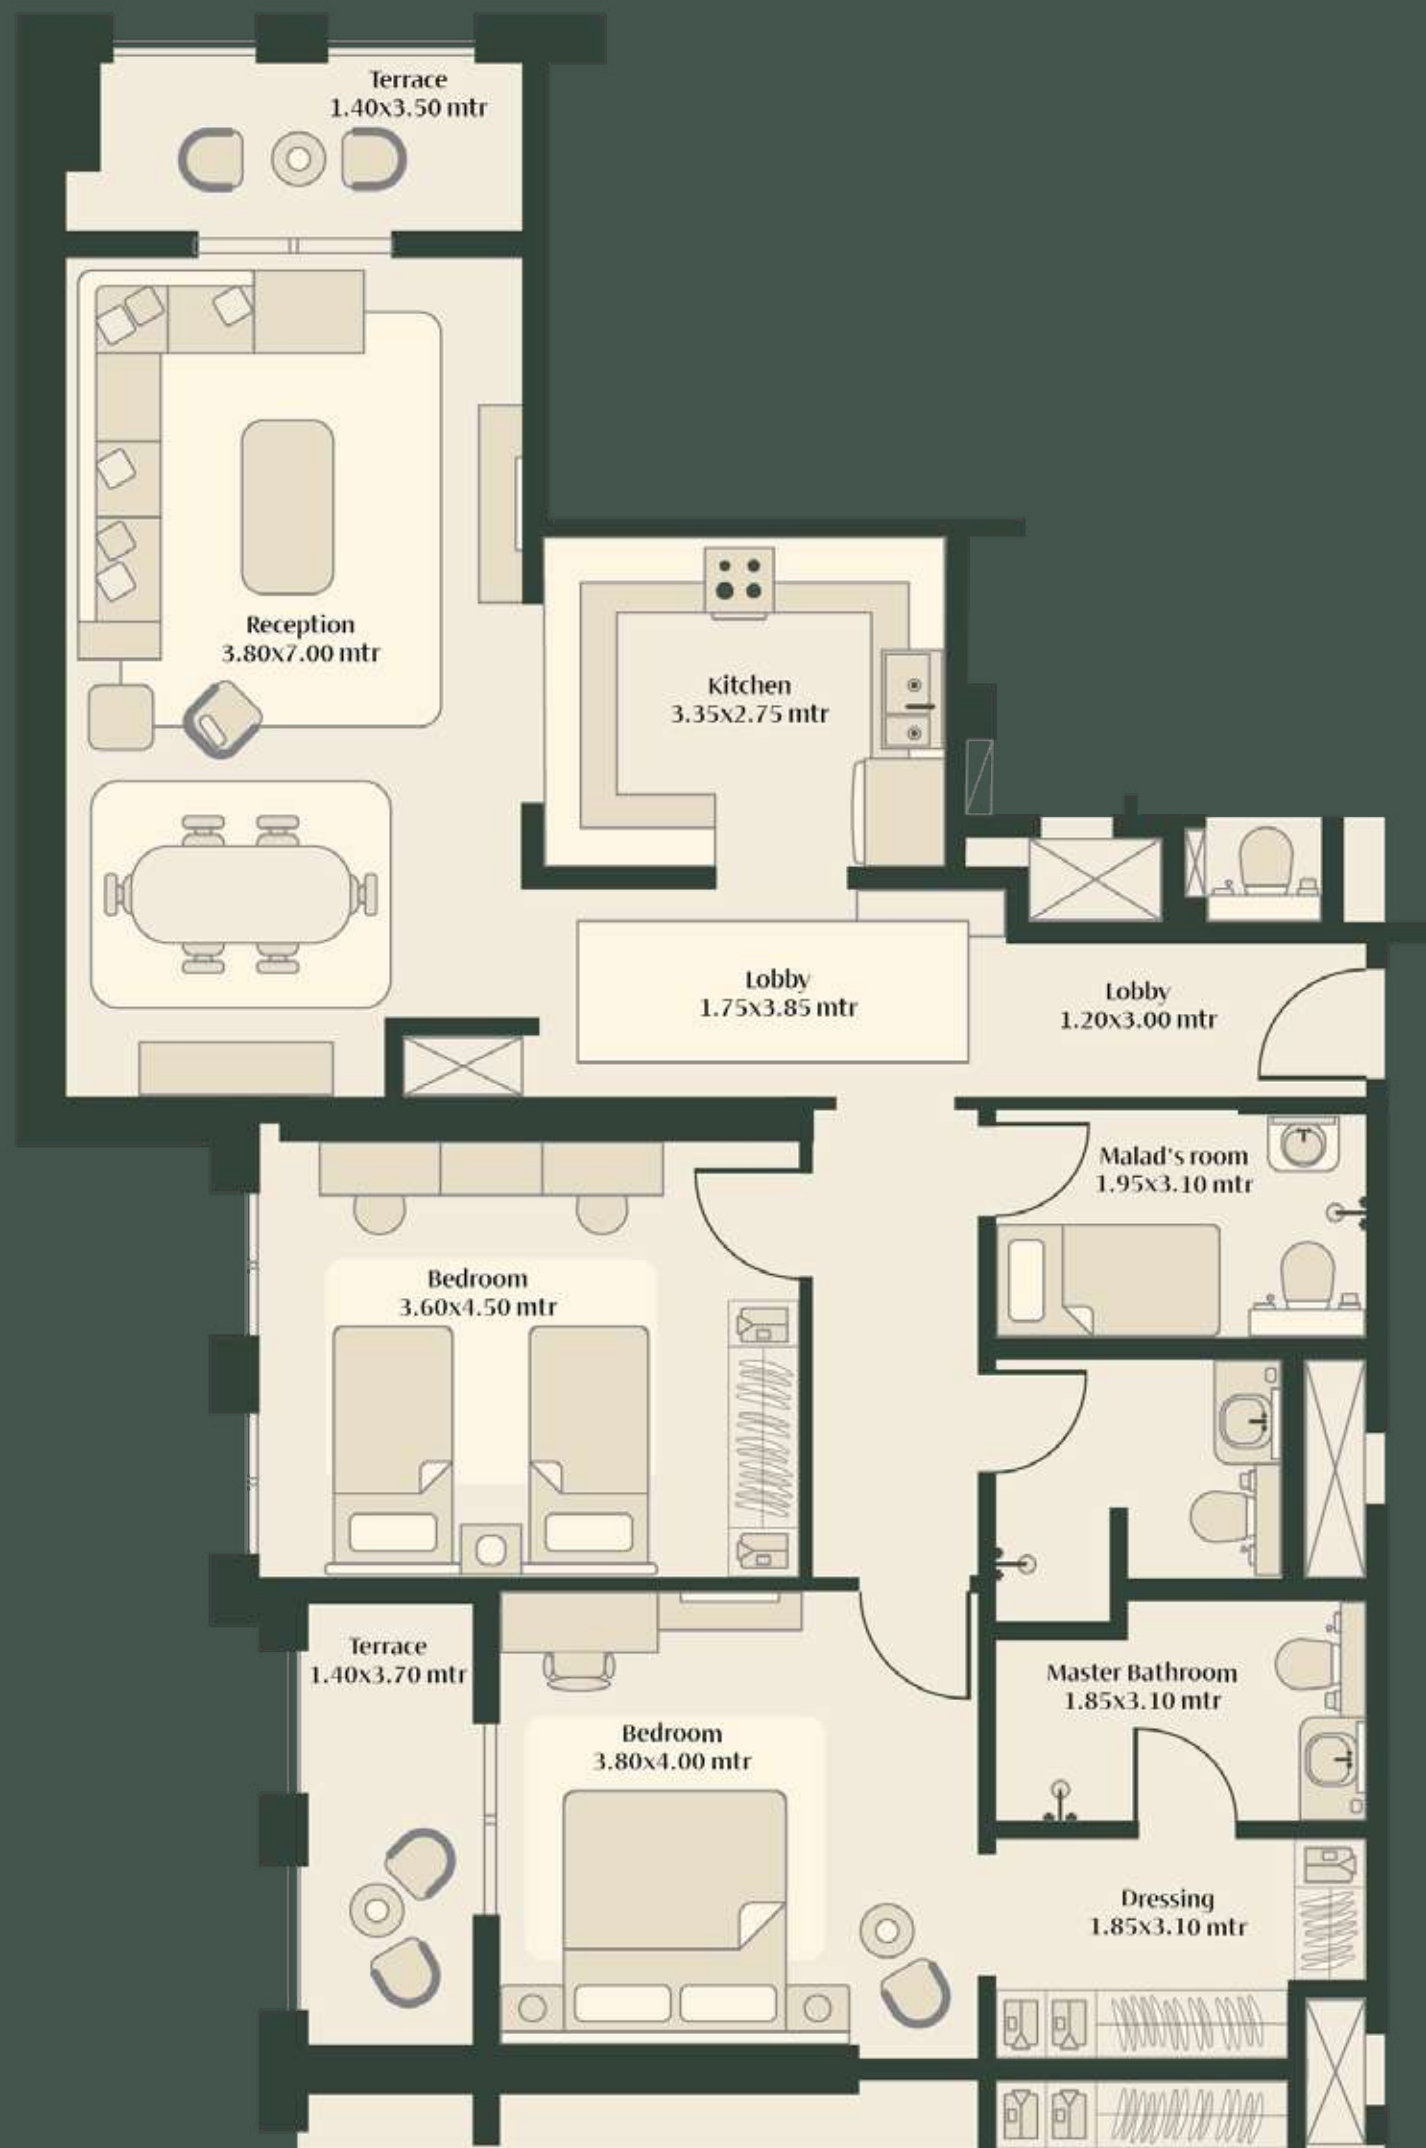 Terrace
1.40x3.50 mtr
Reception
3.80x7.00 mtr
Kitchen
3.35x2.75 mtr
Lobby
1.75x3.85 mtr
Lobby
1.20x3.00 mtr
Malad's room
1.95x3.10 mtr
Bedroom
3.60x4.50 mtr
Terrace
1.40x3.70 mtr
Master Bathroom
1.85x3.10 mtr
Bedroom
3.80x4.00 mtr
Dressing
1.85x3.10 mtr